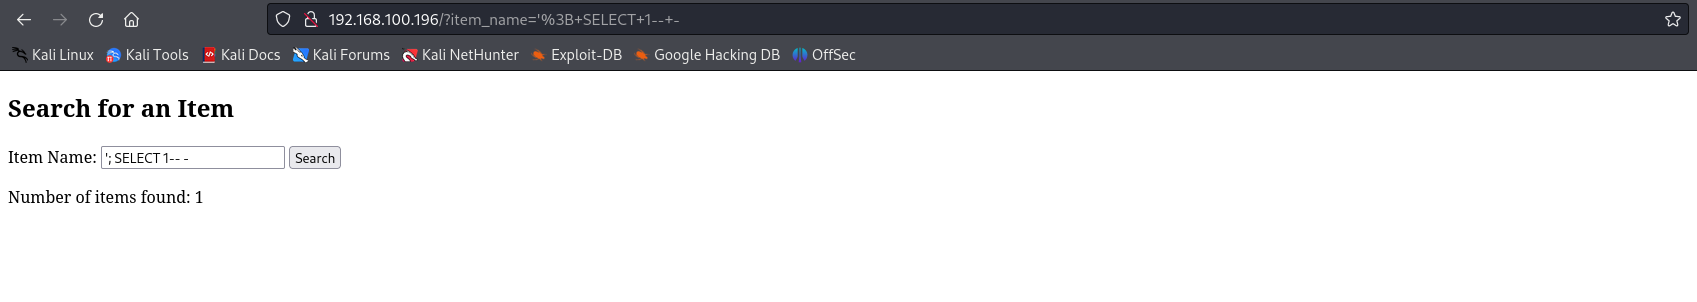 192.168.100.196/?item_name='%3B+SELECT+1--+-
Kali Linux Kali Tools Kali Docs Kali Forums Kali NetHunter Exploit-DB Google Hacking DB OffSec
Search for an Item
Item Name: '; SELECT 1-- - Search
Number of items found: 1